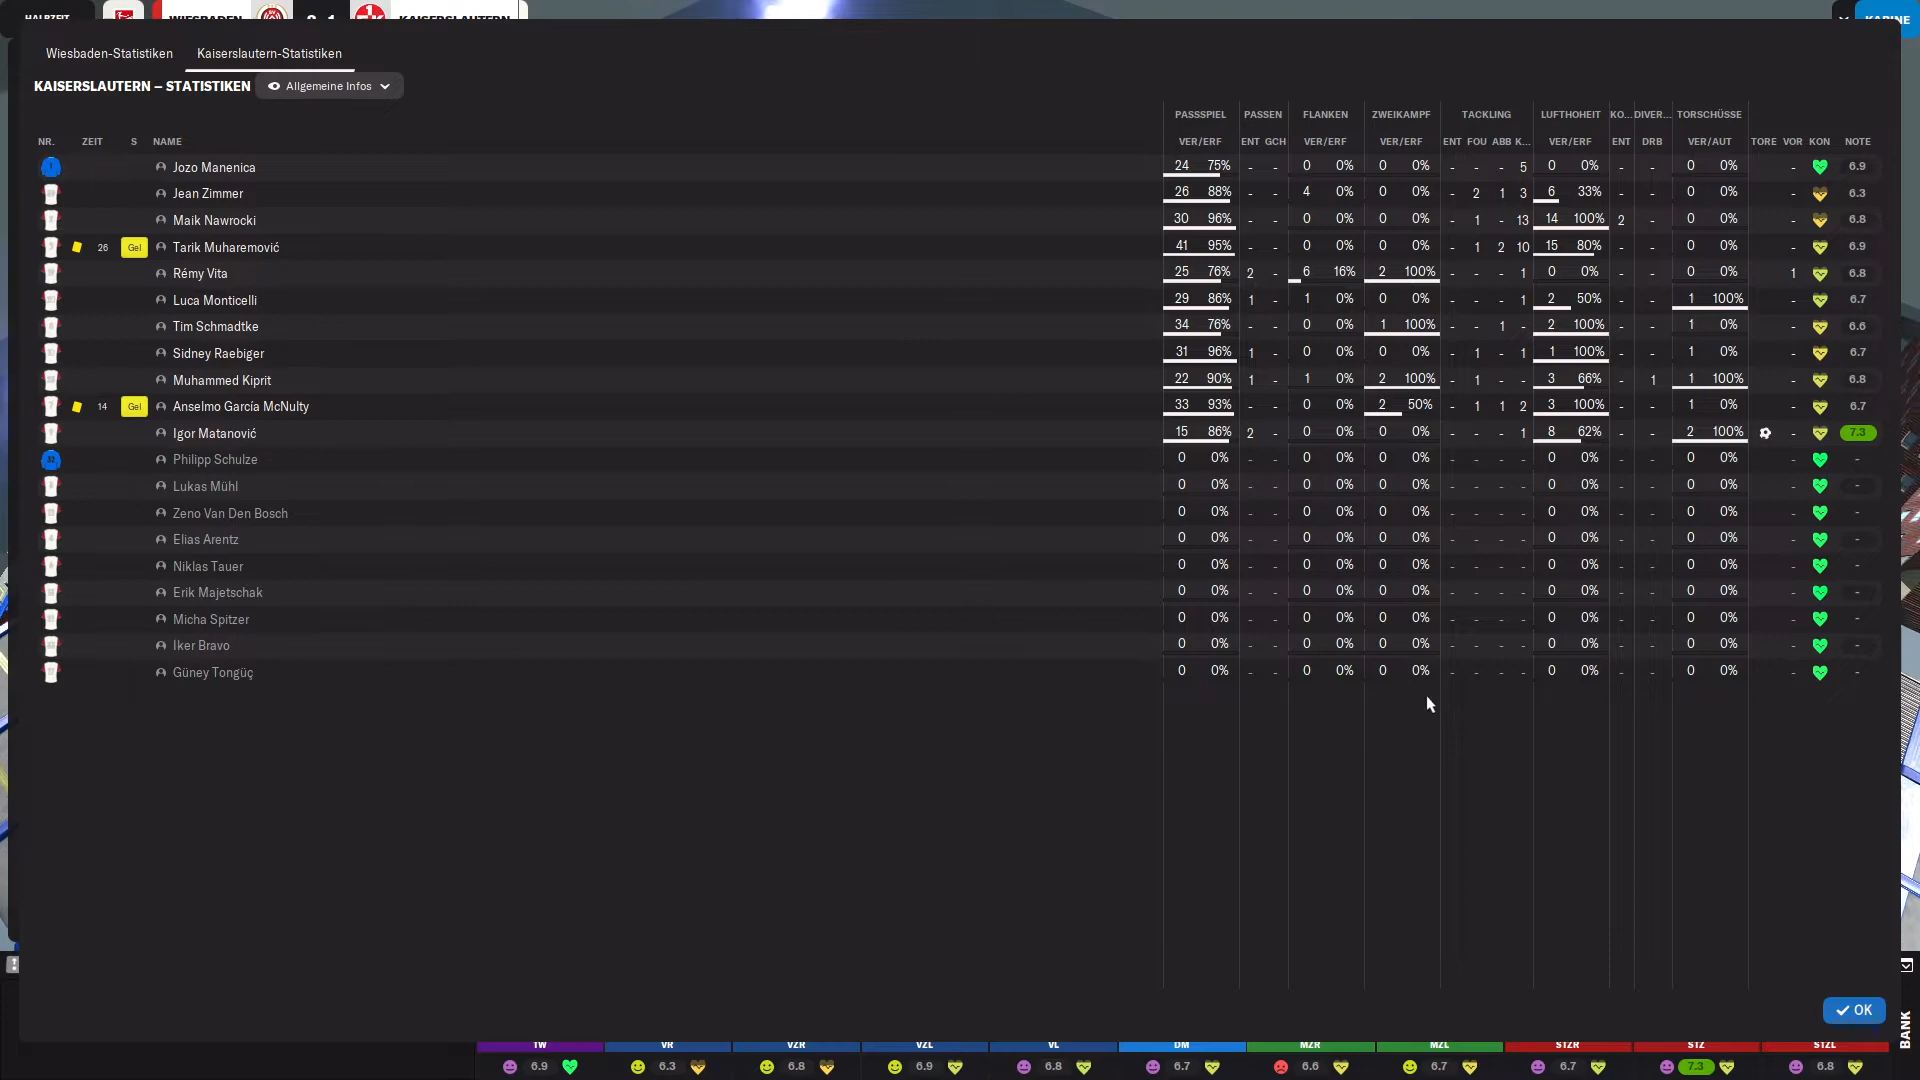 HALBZEIT WIESBADEN 0 - 1 KAISERSLAUTERN KABINE
Wiesbaden-Statistiken Kaiserslautern-Statistiken
KAISERSLAUTERN – STATISTIKEN Allgemeine Infos
PASSSPIEL PASSEN FLANKEN ZWEIKAMPF TACKLING LUFTHOHEIT KO... DIVER... TORSCHÜSSE
NR. ZEIT S NAME VER/ERF ENT GCH VER/ERF VER/ERF ENT FOU ABB K... VER/ERF ENT DRB VER/AUT TORE VOR KON NOTE
Jozo Manenica 24 75% - - 0 0% 0 0% - - - 5 0 0% - - 0 0% - 6.9
Jean Zimmer 26 88% - - 4 0% 0 0% - 2 1 3 6 33% - - 0 0% - 6.3
Maik Nawrocki 30 96% - - 0 0% 0 0% - 1 - 13 14 100% 2 - 0 0% - 6.8
26 Gel Tarik Muharemović 41 95% - - 0 0% 0 0% - 1 2 10 15 80% - - 0 0% - 6.9
Rémy Vita 25 76% 2 - 6 16% 2 100% - - - 1 0 0% - - 0 0% 1 6.8
Luca Monticelli 29 86% 1 - 1 0% 0 0% - - - 1 2 50% - - 1 100% - 6.7
Tim Schmadtke 34 76% - - 0 0% 1 100% - - 1 - 2 100% - - 1 0% - 6.6
Sidney Raebiger 31 96% 1 - 0 0% 0 0% - 1 - 1 1 100% - - 1 0% - 6.7
Muhammed Kiprit 22 90% 1 - 1 0% 2 100% - 1 - - 3 66% - 1 1 100% - 6.8
14 Gel Anselmo García McNulty 33 93% - - 0 0% 2 50% - 1 1 2 3 100% - - 1 0% - 6.7
Igor Matanović 15 86% 2 - 0 0% 0 0% - - - 1 8 62% - - 2 100% - 7.3
Philipp Schulze 0 0% - - 0 0% 0 0% - - - - 0 0% - - 0 0% - -
Lukas Mühl 0 0% - - 0 0% 0 0% - - - - 0 0% - - 0 0% - -
Zeno Van Den Bosch 0 0% - - 0 0% 0 0% - - - - 0 0% - - 0 0% - -
Elias Arentz 0 0% - - 0 0% 0 0% - - - - 0 0% - - 0 0% - -
Niklas Tauer 0 0% - - 0 0% 0 0% - - - - 0 0% - - 0 0% - -
Erik Majetschak 0 0% - - 0 0% 0 0% - - - - 0 0% - - 0 0% - -
Micha Spitzer 0 0% - - 0 0% 0 0% - - - - 0 0% - - 0 0% - -
Iker Bravo 0 0% - - 0 0% 0 0% - - - - 0 0% - - 0 0% - -
Güney Tongüç 0 0% - - 0 0% 0 0% - - - - 0 0% - - 0 0% - -
OK
BANK
TW VR VZR VZL VL DM MZR MZL STZR STZ STZL
6.9 6.3 6.8 6.9 6.8 6.7 6.6 6.7 6.7 7.3 6.8